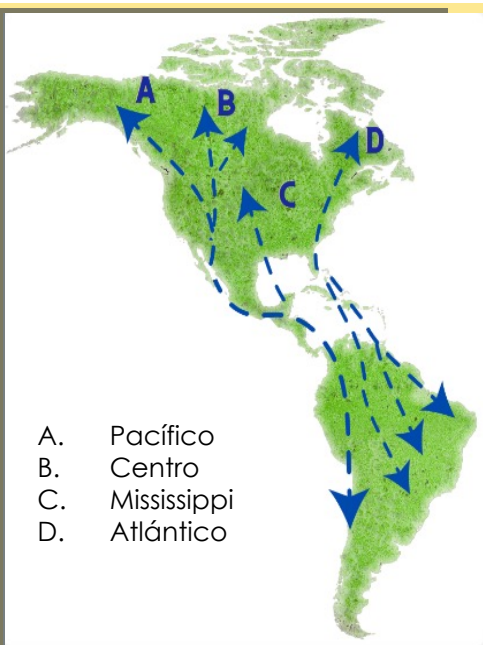 A
B
D
C
A. Pacífico
B. Centro
C. Mississippi
D. Atlántico